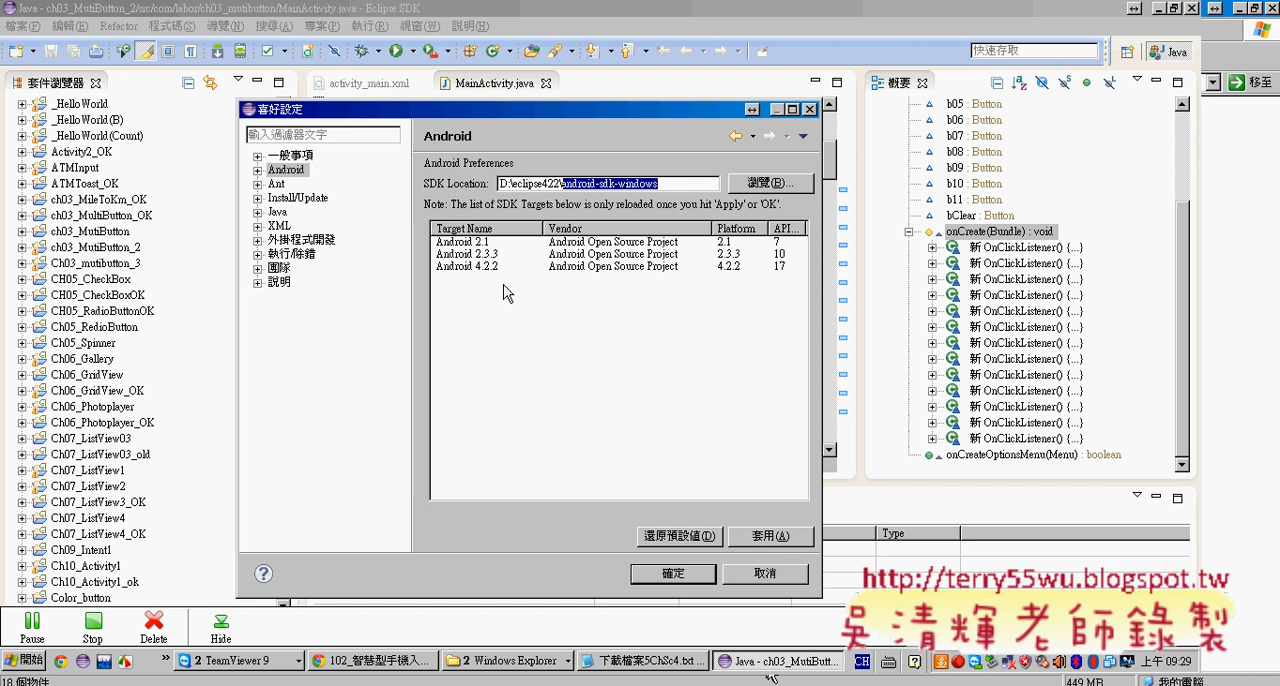 Java - ch03_MutiButton_2/src/com/labor/ch03_mutibutton/MainActivity.java - Eclipse SDK
檔案(F) 編輯(E) Refactor 程式碼(S) 導覽(N) 搜尋(A) 專案(P) 執行(R) 視窗(W) 說明(H)
快速存取
Java
移至
套件瀏覽器
activity_main.xml
MainActivity.java
概要
_HelloWorld
_HelloWorld(B)
_HelloWorld(Count)
Activity2_OK
ATMInput
ATMToast_OK
ch03_MileToKm_OK
ch03_MultiButton_OK
ch03_MutiButton
ch03_MutiButton_2
Ch03_mutibutton_3
CH05_CheckBox
CH05_CheckBoxOK
CH05_RadioButtonOK
Ch05_RedioButton
Ch05_Spinner
Ch06_Gallery
Ch06_GridView
Ch06_GridView_OK
Ch06_Photoplayer
Ch06_Photoplayer_OK
Ch07_ListView03
Ch07_ListView03_old
Ch07_ListView1
Ch07_ListView2
Ch07_ListView3_OK
Ch07_ListView4
Ch07_ListView4_OK
Ch09_Intent1
Ch10_Activity1
Ch10_Activity1_ok
Color_button
喜好設定
輸入過濾器文字
一般事項
Android
Ant
Install/Update
Java
XML
外掛程式開發
執行/除錯
團隊
說明
Android
Android Preferences
SDK Location: D:\eclipse422\android-sdk-windows 瀏覽(B)...
Note: The list of SDK Targets below is only reloaded once you hit 'Apply' or 'OK'.
Target Name Vendor Platform API...
Android 2.1 Android Open Source Project 2.1 7
Android 2.3.3 Android Open Source Project 2.3.3 10
Android 4.2.2 Android Open Source Project 4.2.2 17
還原預設值(D) 套用(A)
確定 取消
b05 : Button
b06 : Button
b07 : Button
b08 : Button
b09 : Button
b10 : Button
b11 : Button
bClear : Button
onCreate(Bundle) : void
新 OnClickListener() {...}
新 OnClickListener() {...}
新 OnClickListener() {...}
新 OnClickListener() {...}
新 OnClickListener() {...}
新 OnClickListener() {...}
新 OnClickListener() {...}
新 OnClickListener() {...}
新 OnClickListener() {...}
新 OnClickListener() {...}
新 OnClickListener() {...}
新 OnClickListener() {...}
新 OnClickListener() {...}
onCreateOptionsMenu(Menu) : boolean
Type
http://terry55wu.blogspot.tw
吳清輝老師錄製
Pause Stop Delete Hide
開始
2 TeamViewer 9
102_智慧型手機入...
2 Windows Explorer
下載檔案5ChSc4.txt ...
Java - ch03_MutiButt...
CH
上午 09:29
18 個物件
449 MB
我的電腦